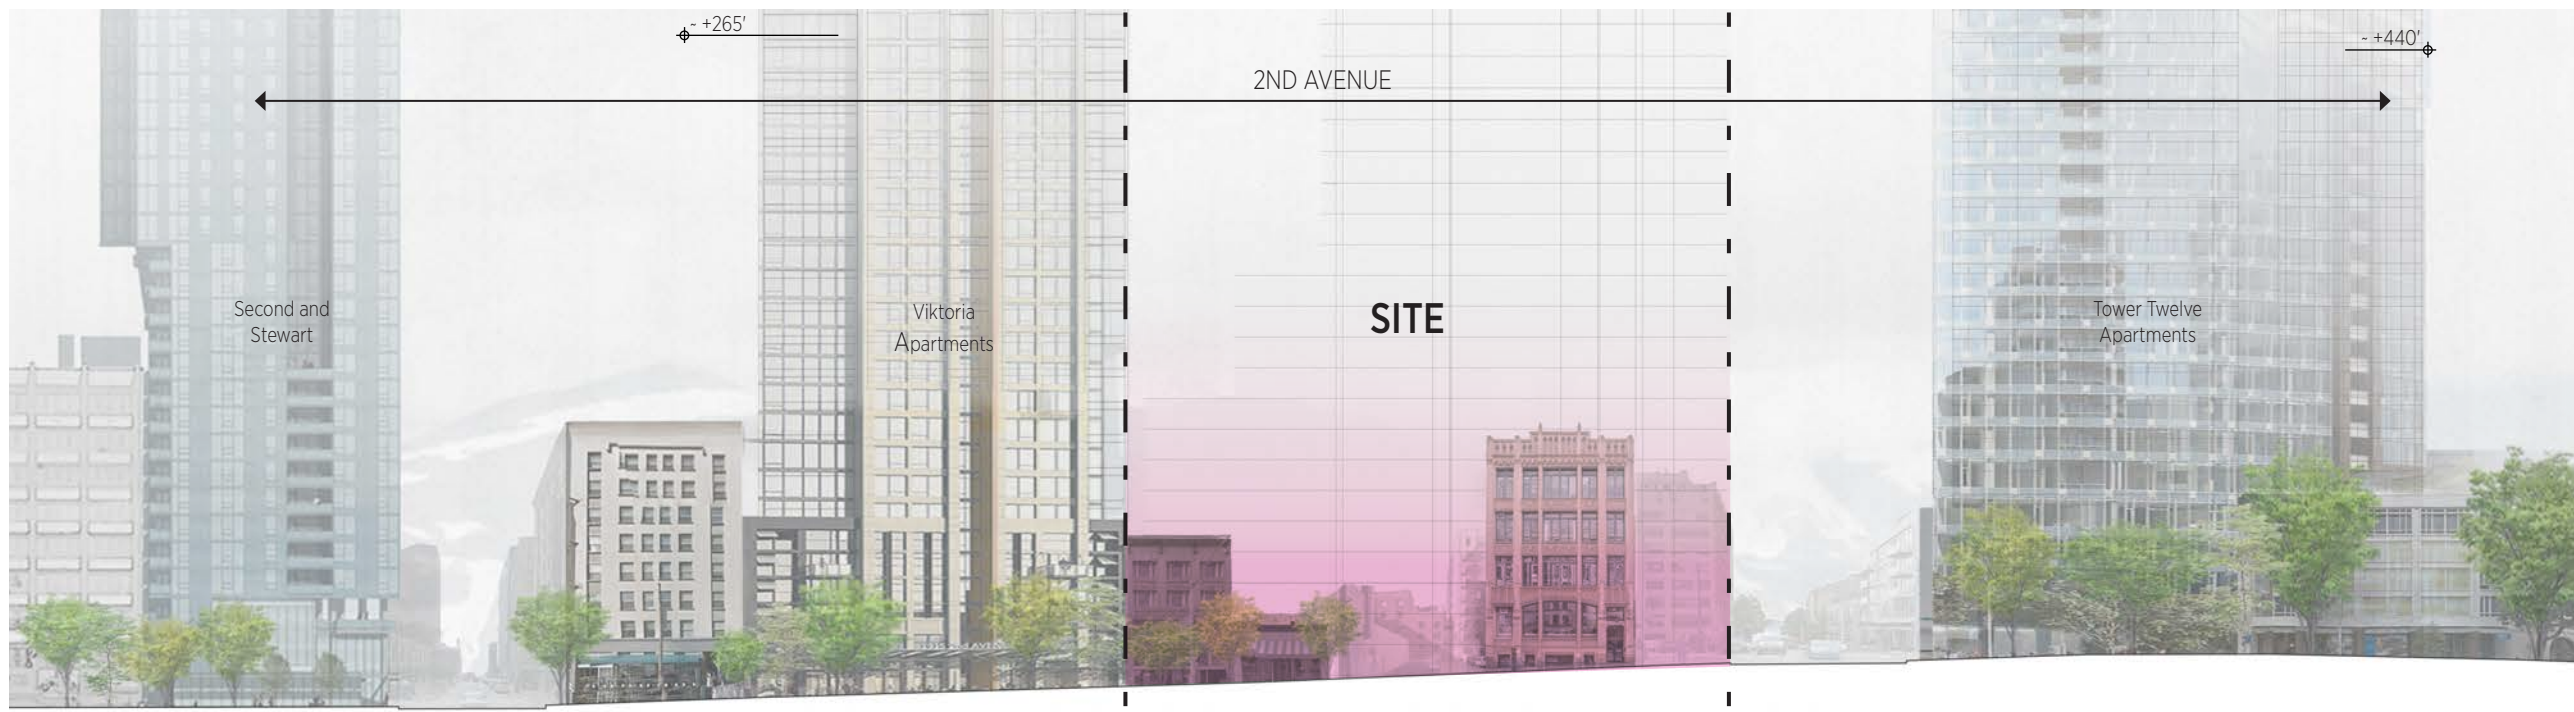 ~ +265'
~ +440'
2ND AVENUE
Second and
Stewart
Viktoria
Apartments
SITE
Tower Twelve
Apartments